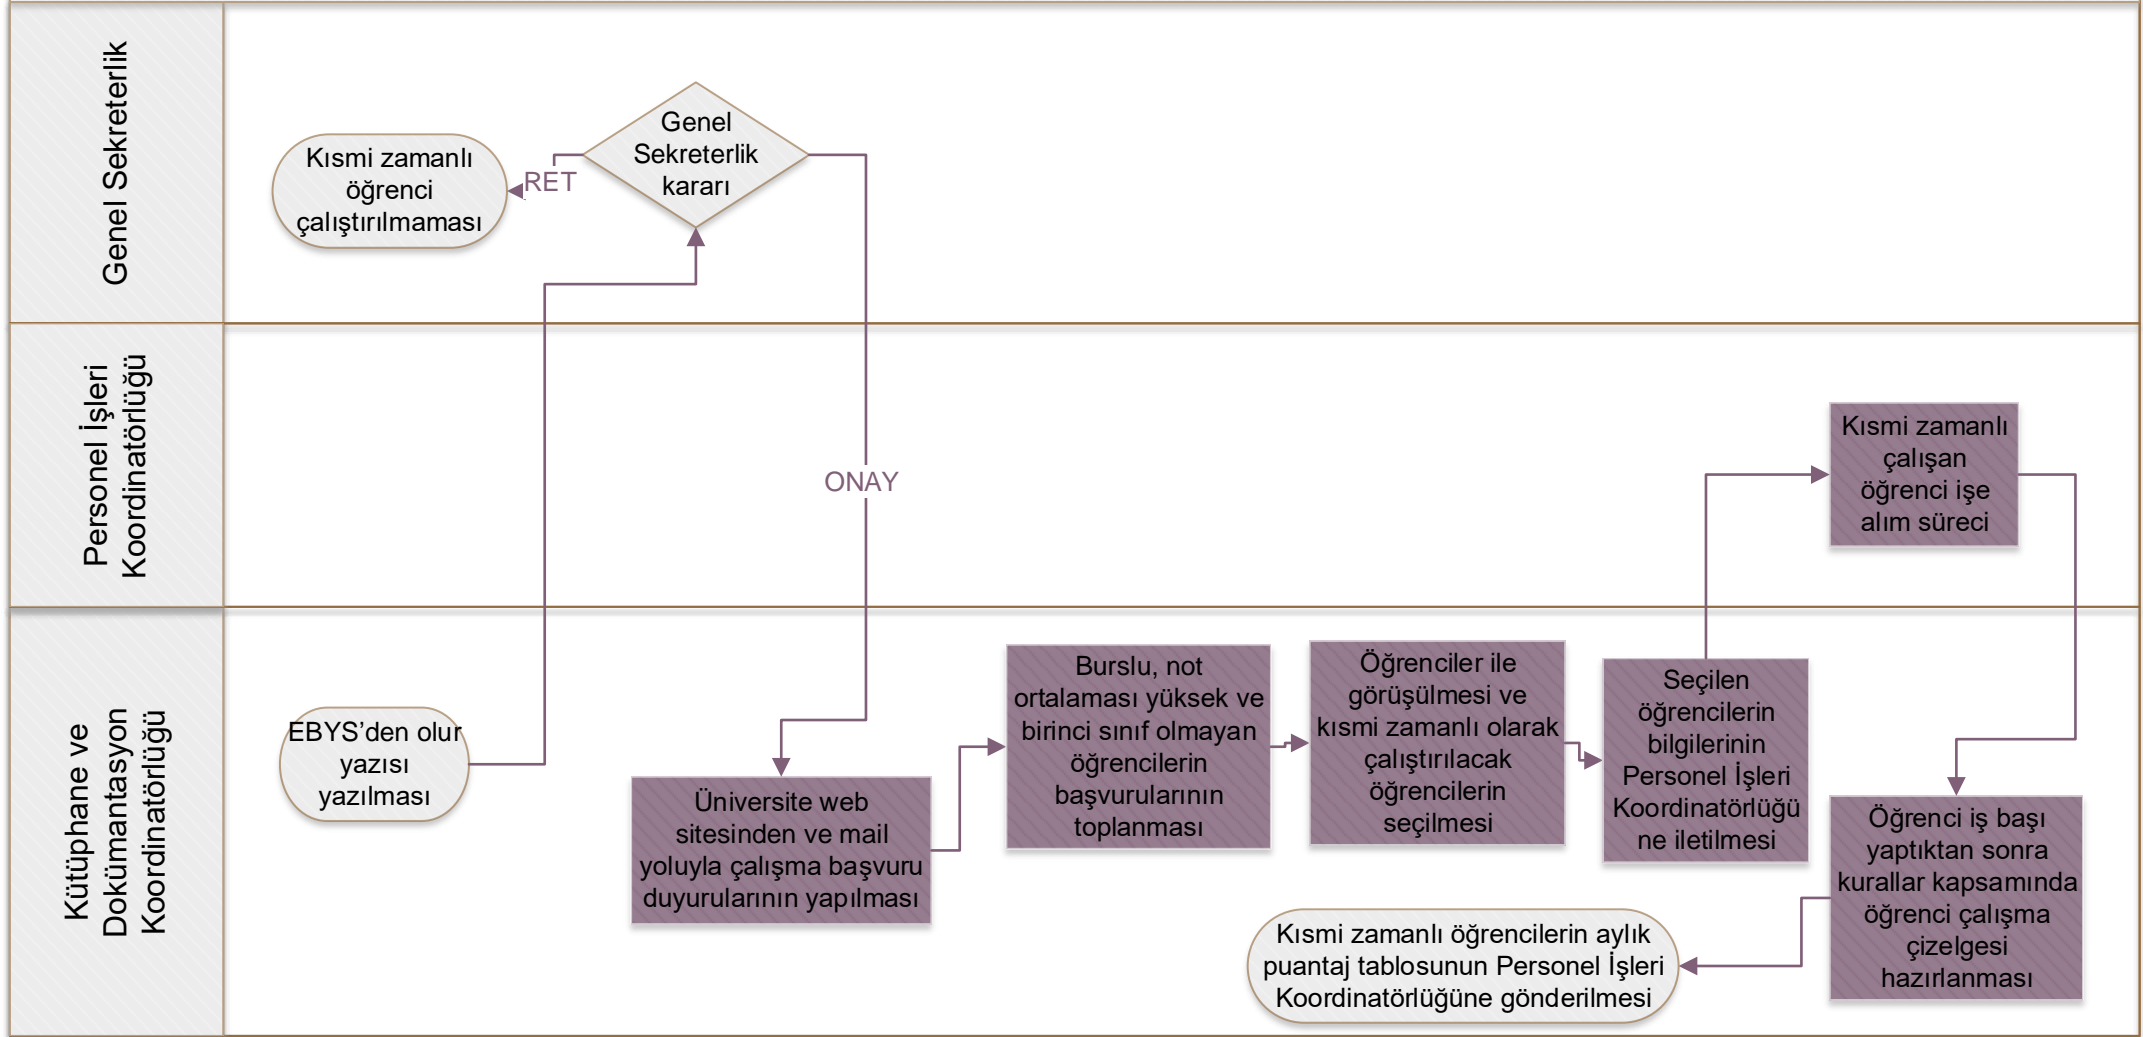 Genel Sekreterlik
Kısmi zamanlı
öğrenci
çalıştırılmaması
RET
Genel
Sekreterlik
kararı
ONAY
Personel İşleri
Koordinatörlüğü
Kısmi zamanlı
çalışan
öğrenci işe
alım süreci
Kütüphane ve
Dokümantasyon
Koordinatörlüğü
EBYS’den olur
yazısı
yazılması
Üniversite web
sitesinden ve mail
yoluyla çalışma başvuru
duyurularının yapılması
Burslu, not
ortalaması yüksek ve
birinci sınıf olmayan
öğrencilerin
başvurularının
toplanması
Öğrenciler ile
görüşülmesi ve
kısmi zamanlı olarak
çalıştırılacak
öğrencilerin
seçilmesi
Seçilen
öğrencilerin
bilgilerinin
Personel İşleri
Koordinatörlüğü
ne iletilmesi
Öğrenci iş başı
yaptıktan sonra
kurallar kapsamında
öğrenci çalışma
çizelgesi
hazırlanması
Kısmi zamanlı öğrencilerin aylık
puantaj tablosunun Personel İşleri
Koordinatörlüğüne gönderilmesi